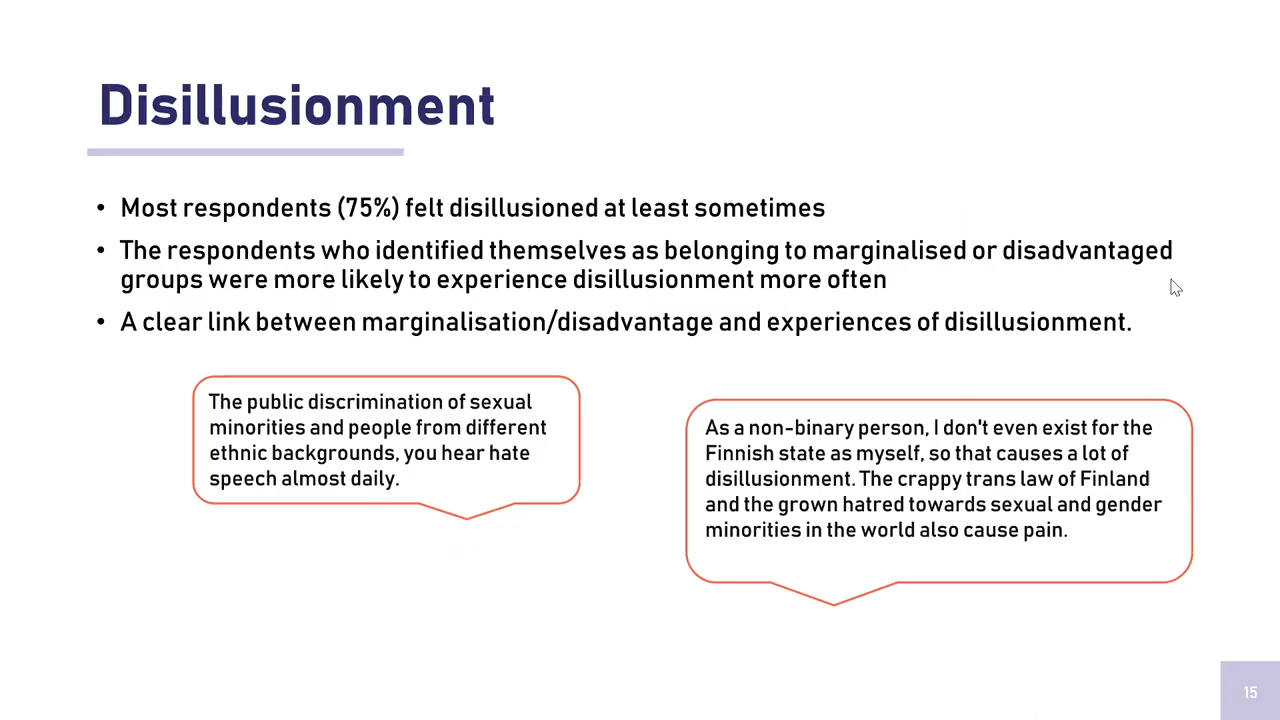 Disillusionment
• Most respondents (75%) felt disillusioned at least sometimes
• The respondents who identified themselves as belonging to marginalised or disadvantaged
groups were more likely to experience disillusionment more often
• A clear link between marginalisation/disadvantage and experiences of disillusionment.
The public discrimination of sexual
minorities and people from different
ethnic backgrounds, you hear hate
speech almost daily.
As a non-binary person, I don't even exist for the
Finnish state as myself, so that causes a lot of
disillusionment. The crappy trans law of Finland
and the grown hatred towards sexual and gender
minorities in the world also cause pain.
15